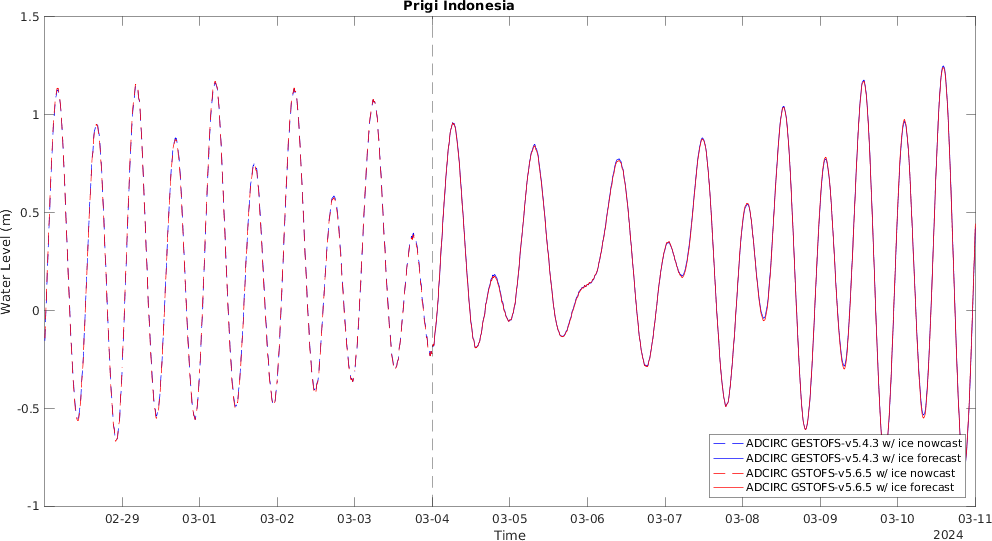 Prigi Indonesia
1.5
1
0.5
0
-0.5
-1
Water Level (m)
ADCIRC GESTOFS-v5.4.3 w/ ice nowcast
ADCIRC GESTOFS-v5.4.3 w/ ice forecast
ADCIRC GSTOFS-v5.6.5 w/ ice nowcast
ADCIRC GSTOFS-v5.6.5 w/ ice forecast
02-29 03-01 03-02 03-03 03-04 03-05 03-06 03-07 03-08 03-09 03-10 03-11
Time
2024